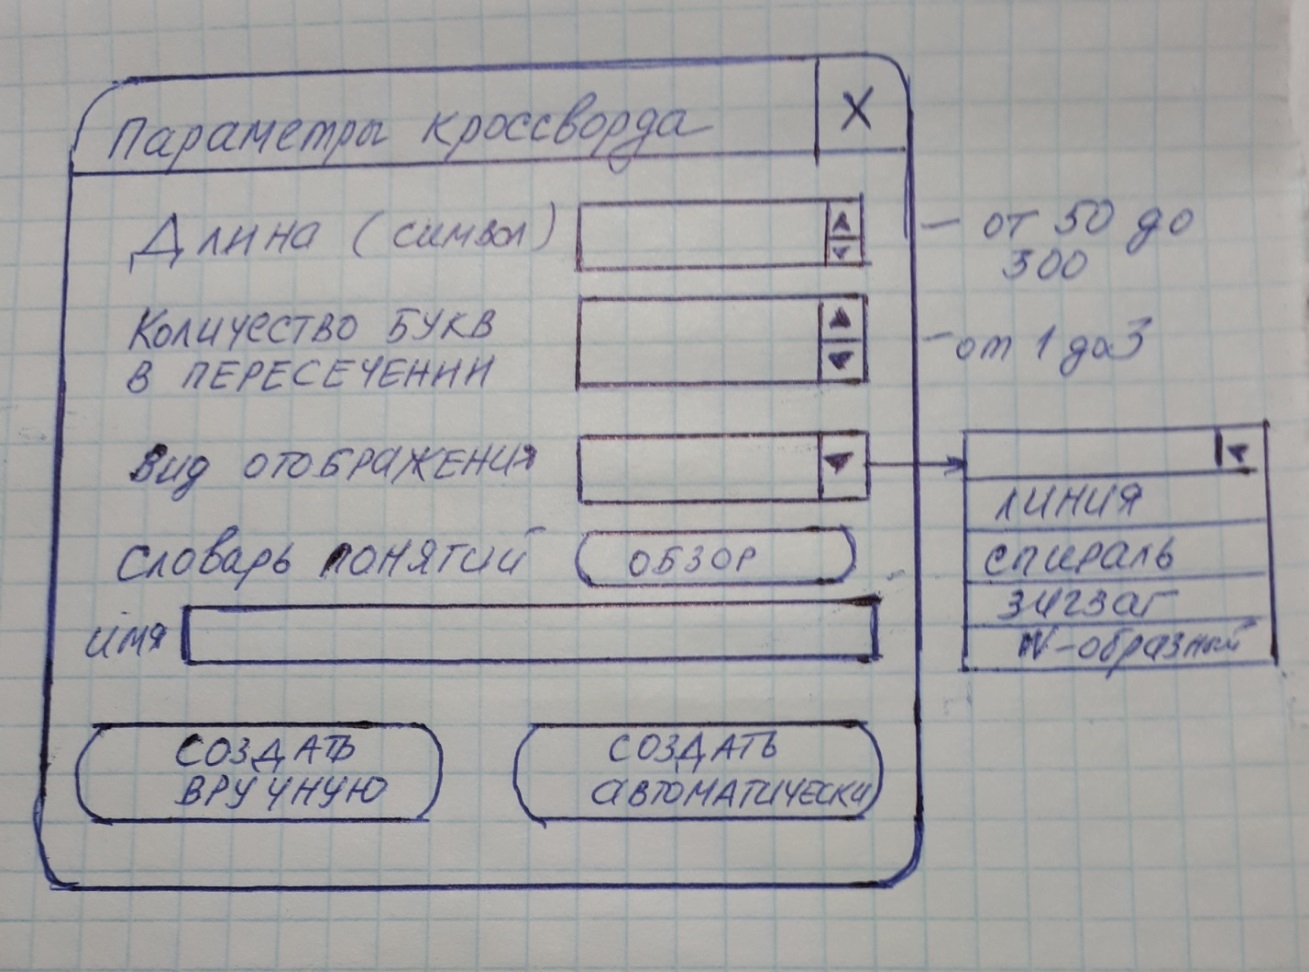 Параметры кроссворда X
Длина (символ)
- от 50 до
300
Количество букв
в пересечении
- от 1 до 3
Вид отображения
линия
спираль
зигзаг
N-образный
Словарь понятий
ОБЗОР
имя
СОЗДАТЬ
ВРУЧНУЮ
СОЗДАТЬ
АВТОМАТИЧЕСКИ